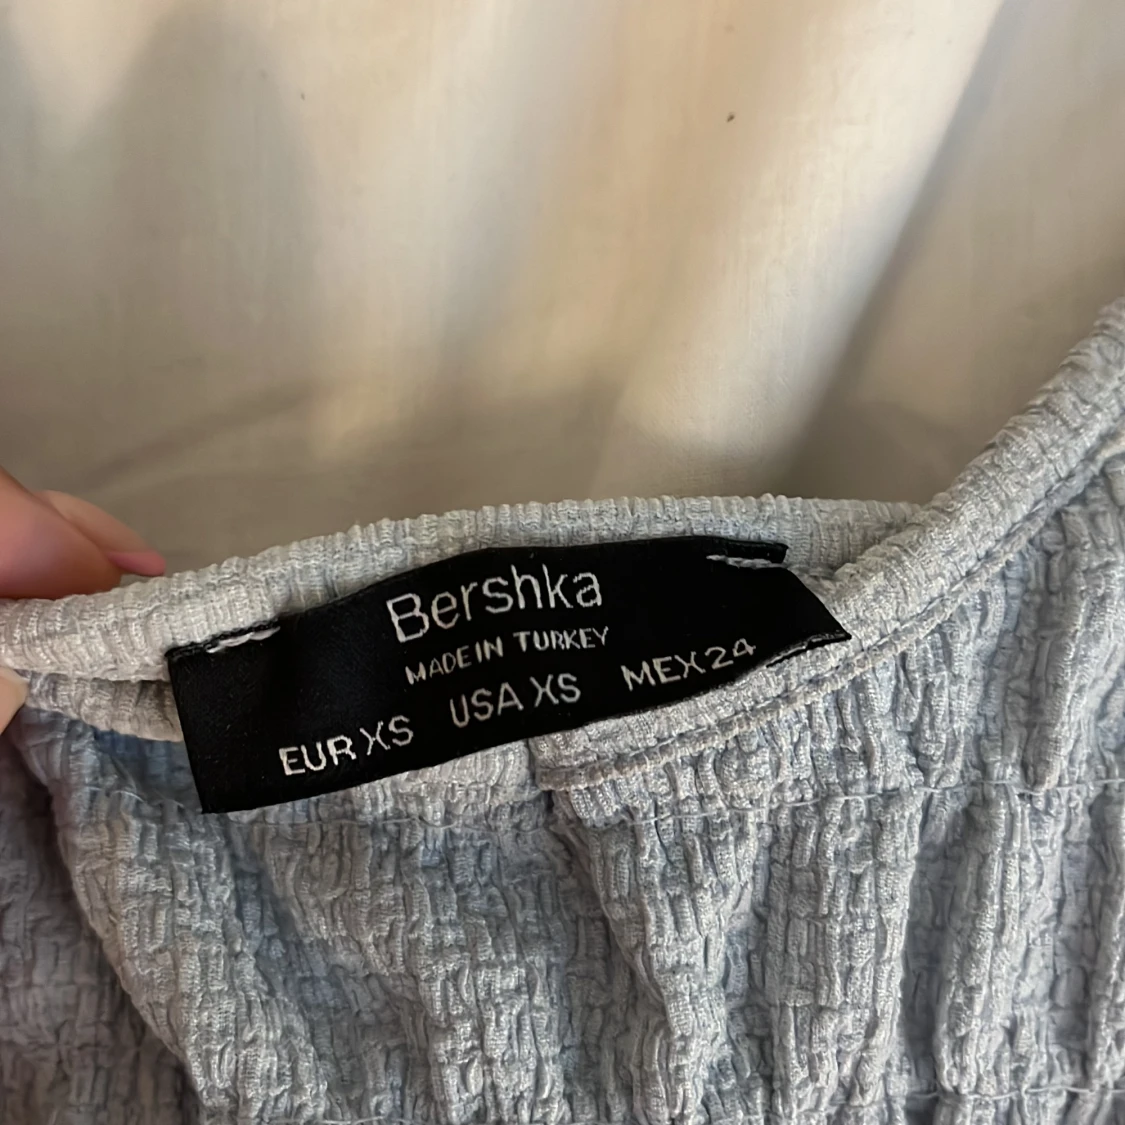 Bershka
MADE IN TURKEY
EUR XS USA XS MEX 24